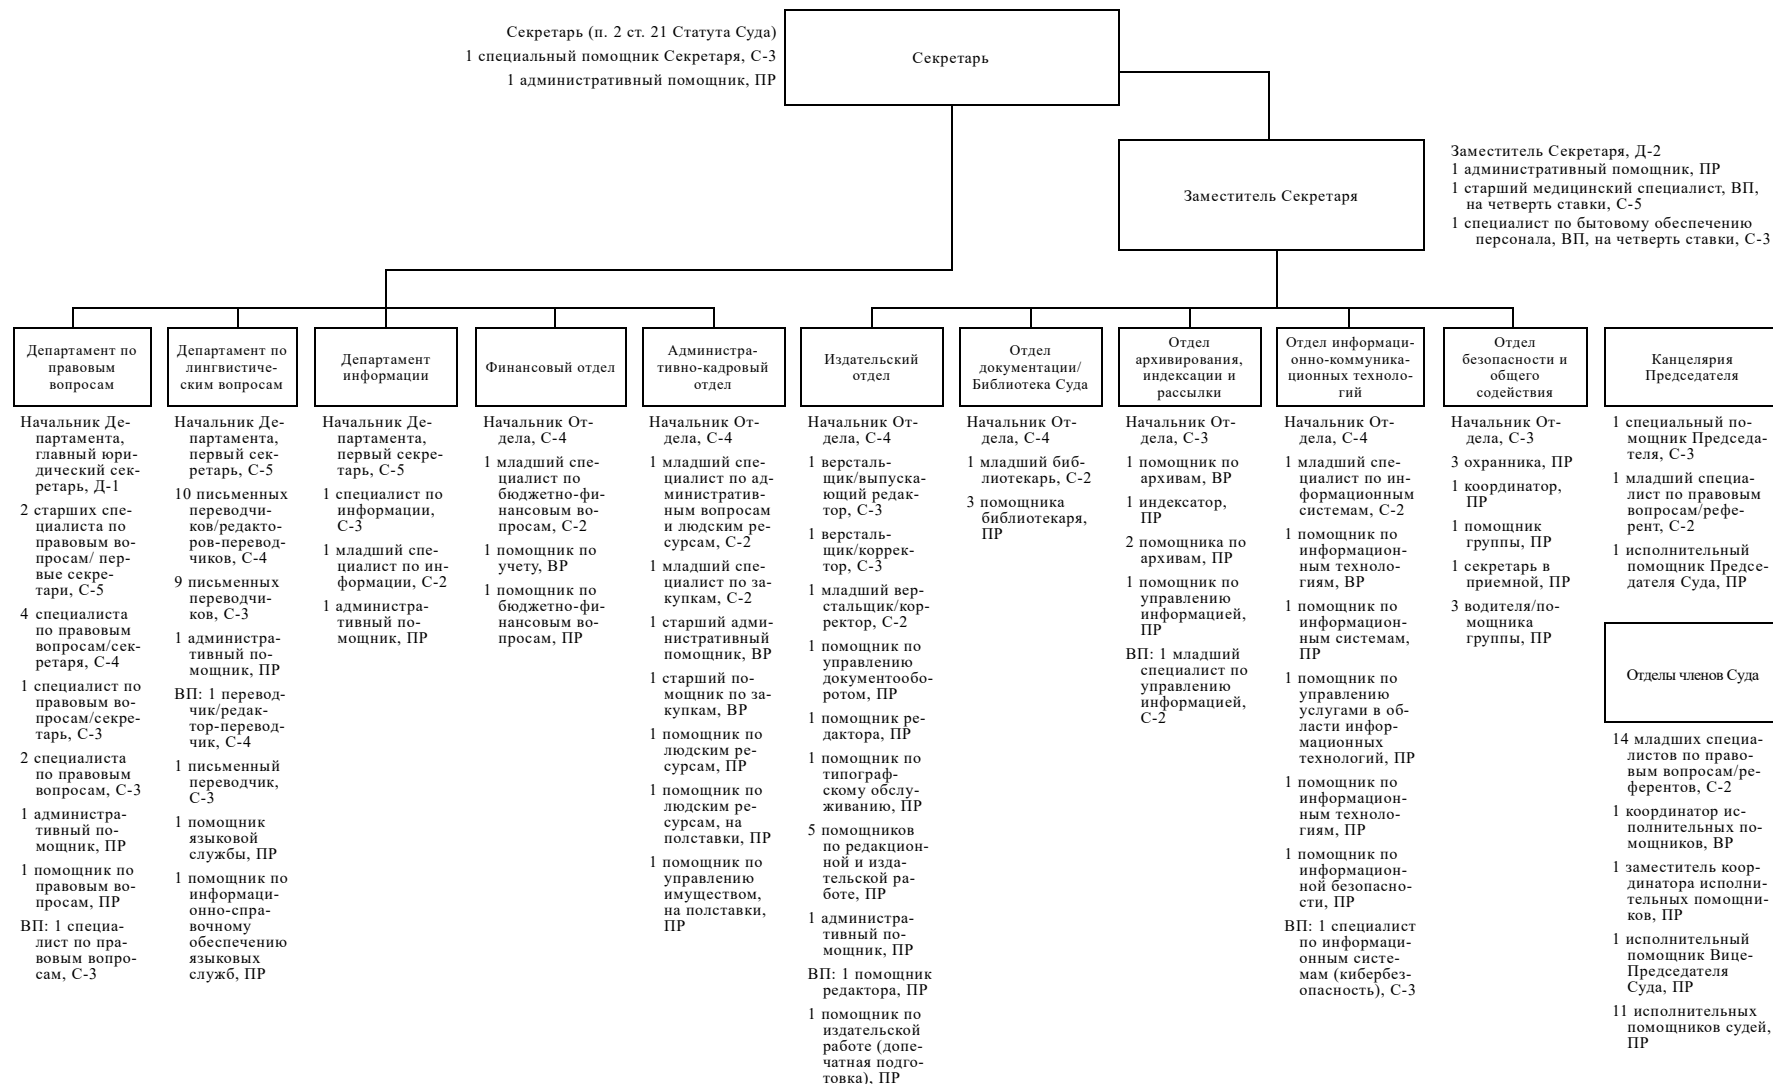 Секретарь (п. 2 ст. 21 Статута Суда)
1 специальный помощник Секретаря, С-3
1 административный помощник, ПР
Секретарь
Заместитель Секретаря
Заместитель Секретаря, Д-2
1 административный помощник, ПР
1 старший медицинский специалист, ВП,
на четверть ставки, С-5
1 специалист по бытовому обеспечению
персонала, ВП, на четверть ставки, С-3
Департамент по
правовым
вопросам
Начальник Де-
партамента,
главный юри-
дический сек-
ретарь, Д-1
2 старших спе-
циалиста по
правовым во-
просам/ пер-
вые секре-
тари, С-5
4 специалиста
по правовым
вопросам/сек-
ретаря, С-4
1 специалист по
правовым во-
просам/секре-
тарь, С-3
2 специалиста
по правовым
вопросам, С-3
1 администра-
тивный по-
мощник, ПР
1 помощник по
правовым во-
просам, ПР
ВП: 1 специа-
лист по пра-
вовым вопро-
сам, С-3
Департамент по
лингвистиче-
ским вопросам
Начальник Де-
партамента,
первый сек-
ретарь, С-5
10 письменных
переводчи-
ков/редакто-
ров-перевод-
чиков, С-4
9 письменных
переводчи-
ков, С-3
1 администра-
тивный по-
мощник, ПР
ВП: 1 перевод-
чик/редак-
тор-перевод-
чик, С-4
1 письменный
переводчик,
С-3
1 помощник
языковой
службы, ПР
1 помощник по
информаци-
онно-спра-
вочному
обеспечению
языковых
служб, ПР
Департамент
информации
Начальник Де-
партамента,
первый секре-
тарь, С-5
1 специалист по
информации,
С-3
1 младший спе-
циалист по ин-
формации, С-2
1 администра-
тивный по-
мощник, ПР
Финансовый отдел
Начальник От-
дела, С-4
1 младший спе-
циалист по
бюджетно-фи-
нансовым во-
просам, С-2
1 помощник по
учету, ВР
1 помощник по
бюджетно-фи-
нансовым во-
просам, ПР
Администра-
тивно-кадровый
отдел
Начальник От-
дела, С-4
1 младший спе-
циалист по ад-
министратив-
ным вопросам
и людским ре-
сурсам, С-2
1 младший спе-
циалист по за-
купкам, С-2
1 старший адми-
нистративный
помощник, ВР
1 старший по-
мощник по за-
купкам, ВР
1 помощник по
людским ре-
сурсам, ПР
1 помощник по
людским ре-
сурсам, на
полставки, ПР
1 помощник по
управлению
имуществом,
на полставки,
ПР
Издательский
отдел
Начальник От-
дела, С-4
1 версталь-
щик/выпуска-
ющий редак-
тор, С-3
1 версталь-
щик/коррек-
тор, С-3
1 младший вер-
стальщик/кор-
ректор, С-2
1 помощник по
управлению
документообо-
ротом, ПР
1 помощник ре-
дактора, ПР
1 помощник по
типограф-
скому обслу-
живанию, ПР
5 помощников
по редакцион-
ной и изда-
тельской ра-
боте, ПР
1 администра-
тивный по-
мощник, ПР
ВП: 1 помощник
редактора, ПР
1 помощник по
издательской
работе (допе-
чатная подго-
товка), ПР
Отдел
документации/
Библиотека Суда
Начальник От-
дела, С-4
1 младший биб-
лиотекарь, С-2
3 помощника
библиотекаря,
ПР
Отдел
архивирования,
индексации и
рассылки
Начальник От-
дела, С-3
1 помощник по
архивам, ВР
1 индексатор,
ПР
2 помощника по
архивам, ПР
1 помощник по
управлению
информацией,
ПР
ВП: 1 младший
специалист по
управлению
информацией,
С-2
Отдел информаци-
онно-коммуника-
ционных техноло-
гий
Начальник От-
дела, С-4
1 младший спе-
циалист по ин-
формационным
системам, С-2
1 помощник по
информацион-
ным техноло-
гиям, ВР
1 помощник по
информацион-
ным системам,
ПР
1 помощник по
управлению
услугами в об-
ласти инфор-
мационных
технологий, ПР
1 помощник по
информацион-
ным техноло-
гиям, ПР
1 помощник по
информацион-
ной безопасно-
сти, ПР
ВП: 1 специалист
по информаци-
онным систе-
мам (кибербез-
опасность), С-3
Отдел
безопасности и
общего
содействия
Начальник От-
дела, С-3
3 охранника, ПР
1 координатор,
ПР
1 помощник
группы, ПР
1 секретарь в
приемной, ПР
3 водителя/по-
мощника
группы, ПР
Канцелярия
Председателя
1 специальный по-
мощник Председа-
теля, С-3
1 младший специа-
лист по правовым
вопросам/рефе-
рент, С-2
1 исполнительный
помощник Предсе-
дателя Суда, ПР
Отделы членов Суда
14 младших специа-
листов по право-
вым вопросам/ре-
ферентов, С-2
1 координатор ис-
полнительных по-
мощников, ВР
1 заместитель коор-
динатора исполни-
тельных помощни-
ков, ПР
1 исполнительный
помощник Вице-
Председателя
Суда, ПР
11 исполнительных
помощников судей,
ПР